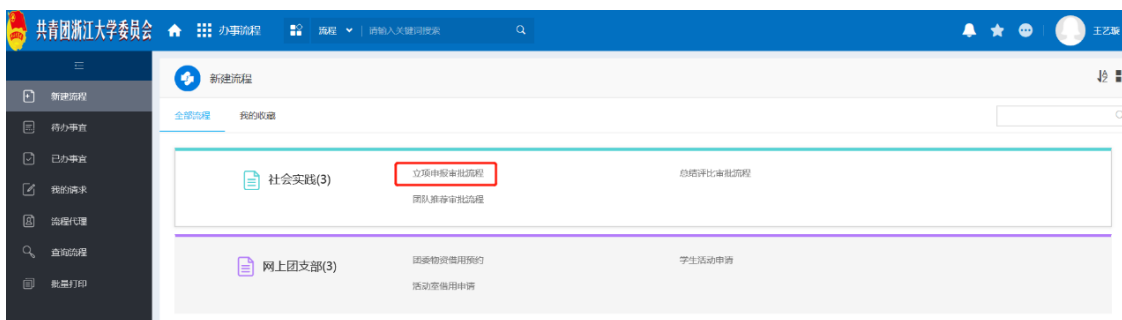 共青团浙江大学委员会 办事流程 流程 请输入关键词搜索 王艺璇
新建流程
待办事宜
已办事宜
我的请求
流程代理
查询流程
批量打印
新建流程
全部流程 我的收藏
社会实践(3)
立项申报审批流程 总结评比审批流程
团队推荐审批流程
网上团支部(3)
团委物资借用预约 学生活动申请
活动室借用申请